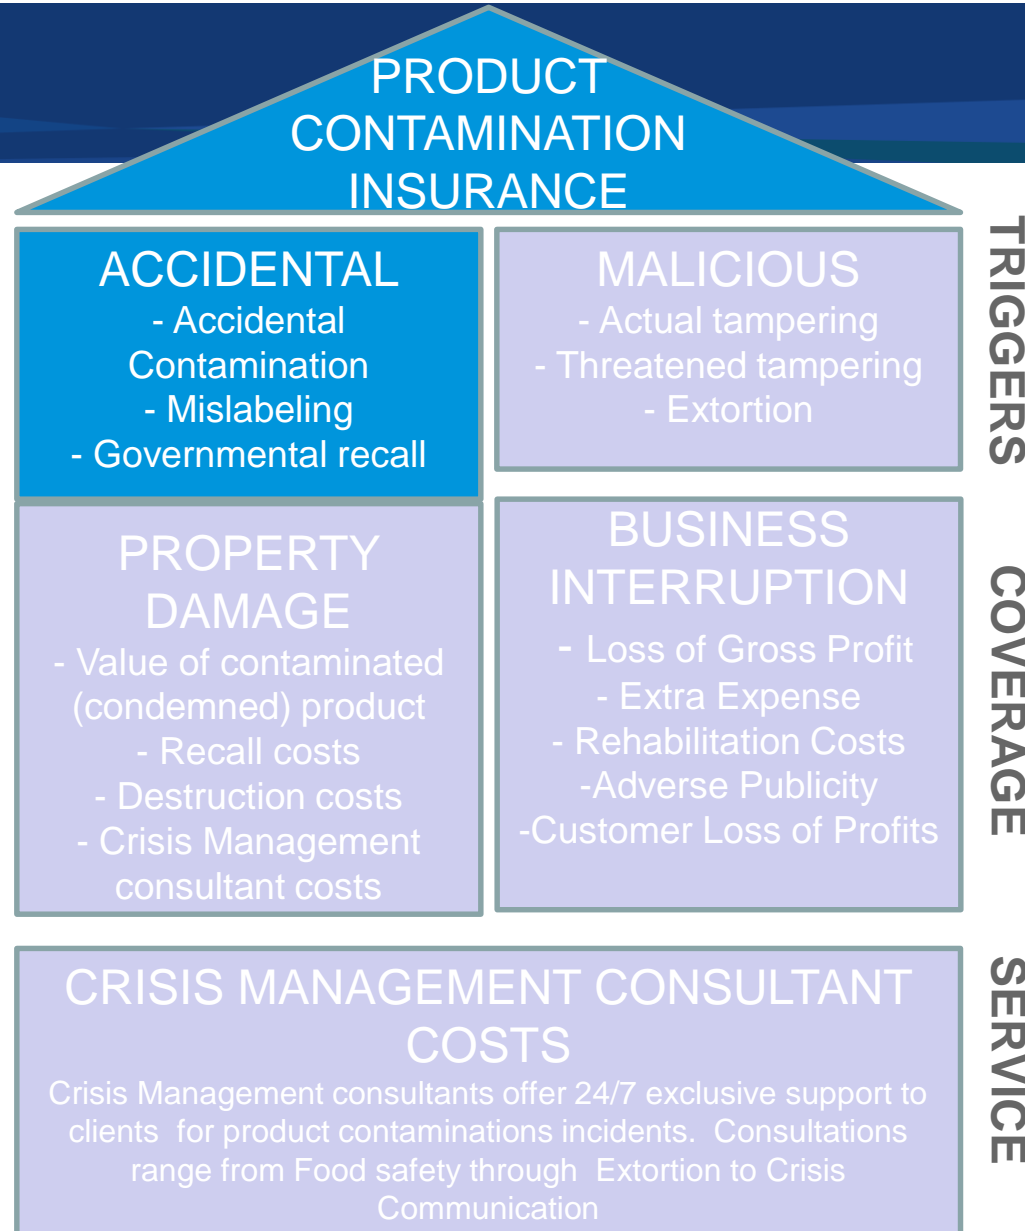 PRODUCT
CONTAMINATION
INSURANCE
ACCIDENTAL
- Accidental
Contamination
- Mislabeling
- Governmental recall
MALICIOUS
- Actual tampering
- Threatened tampering
- Extortion
TRIGGERS
PROPERTY
DAMAGE
- Value of contaminated
(condemned) product
- Recall costs
- Destruction costs
- Crisis Management
consultant costs
BUSINESS
INTERRUPTION
- Loss of Gross Profit
- Extra Expense
- Rehabilitation Costs
-Adverse Publicity
-Customer Loss of Profits
COVERAGE
CRISIS MANAGEMENT CONSULTANT
COSTS
Crisis Management consultants offer 24/7 exclusive support to
clients for product contaminations incidents. Consultations
range from Food safety through Extortion to Crisis
Communication
SERVICE